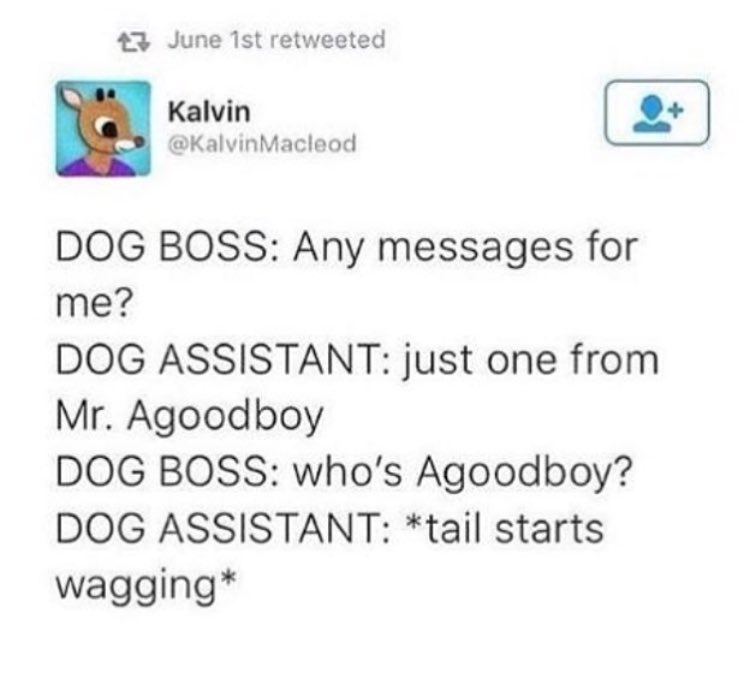 June 1st retweeted
Kalvin
@KalvinMacleod
DOG BOSS: Any messages for
me?
DOG ASSISTANT: just one from
Mr. Agoodboy
DOG BOSS: who's Agoodboy?
DOG ASSISTANT: *tail starts
wagging*